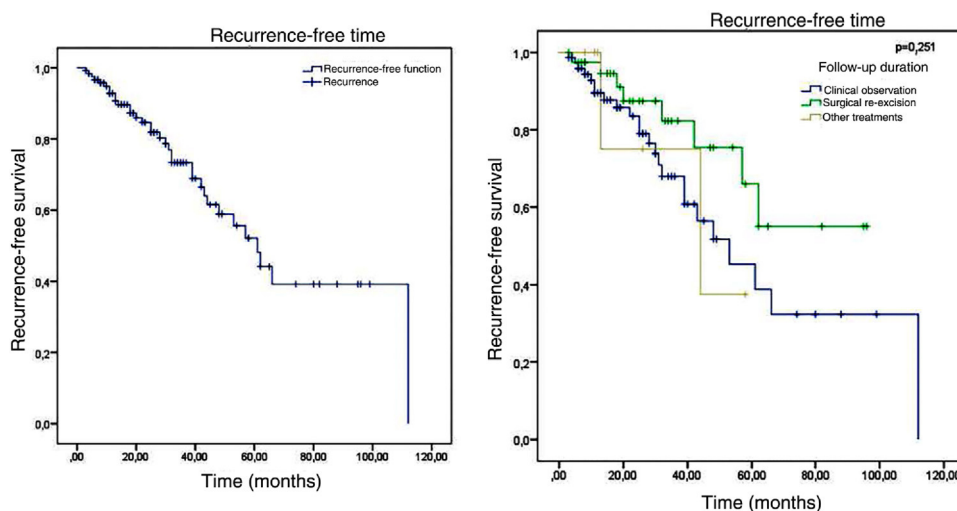 Recurrence-free time
Recurrence-free function
Recurrence
Recurrence-free survival
1,0
0,8
0,6
0,4
0,2
0,0
,00
20,00
40,00
60,00
80,00
100,00
120,00
Time (months)
Recurrence-free time
p=0,251
Follow-up duration
Clinical observation
Surgical re-excision
Other treatments
Recurrence-free survival
1,0
0,8
0,6
0,4
0,2
0,0
,00
20,00
40,00
60,00
80,00
100,00
Time (months)